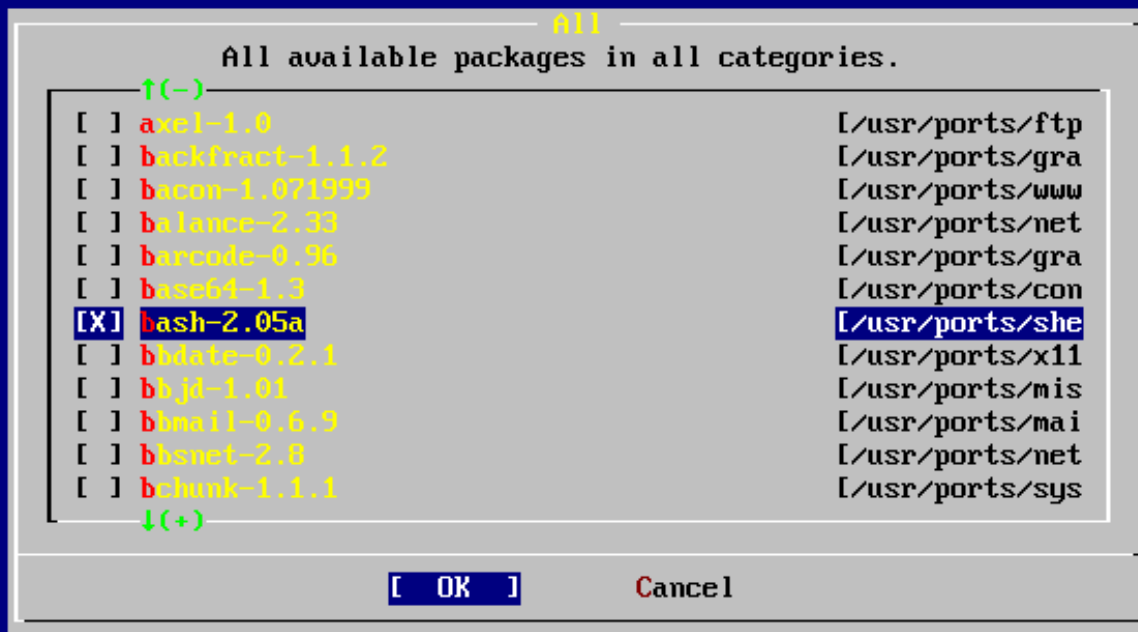 All
All available packages in all categories.
↑(-)
[ ] axel-1.0 [/usr/ports/ftp
[ ] backfract-1.1.2 [/usr/ports/gra
[ ] bacon-1.071999 [/usr/ports/www
[ ] balance-2.33 [/usr/ports/net
[ ] barcode-0.96 [/usr/ports/gra
[ ] base64-1.3 [/usr/ports/con
[X] bash-2.05a [/usr/ports/she
[ ] bbdate-0.2.1 [/usr/ports/x11
[ ] bbjd-1.01 [/usr/ports/mis
[ ] bbmail-0.6.9 [/usr/ports/mai
[ ] bbsnet-2.8 [/usr/ports/net
[ ] bchunk-1.1.1 [/usr/ports/sys
↓(+)
[ OK ] Cancel